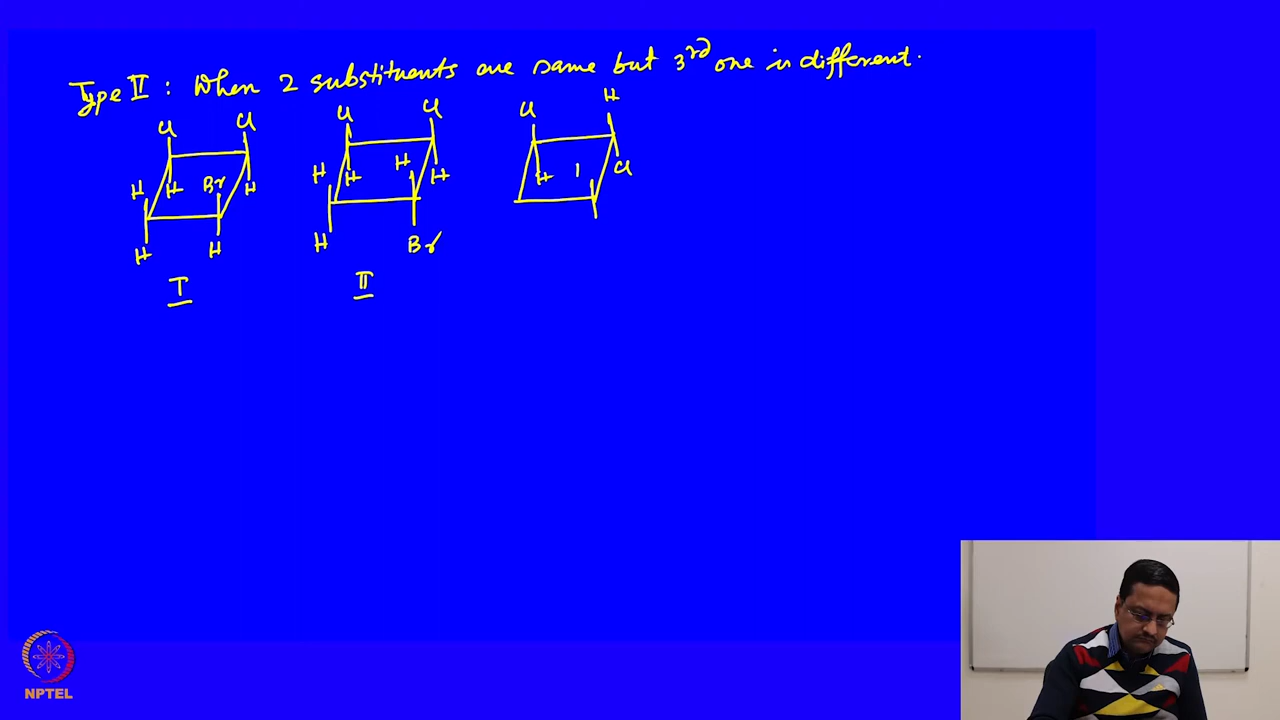 Type II : When 2 substituents are same but 3rd one is different.
Cl Cl Cl Cl Cl H
H H Br H H H H H H Cl
H H H Br
I II
NPTEL